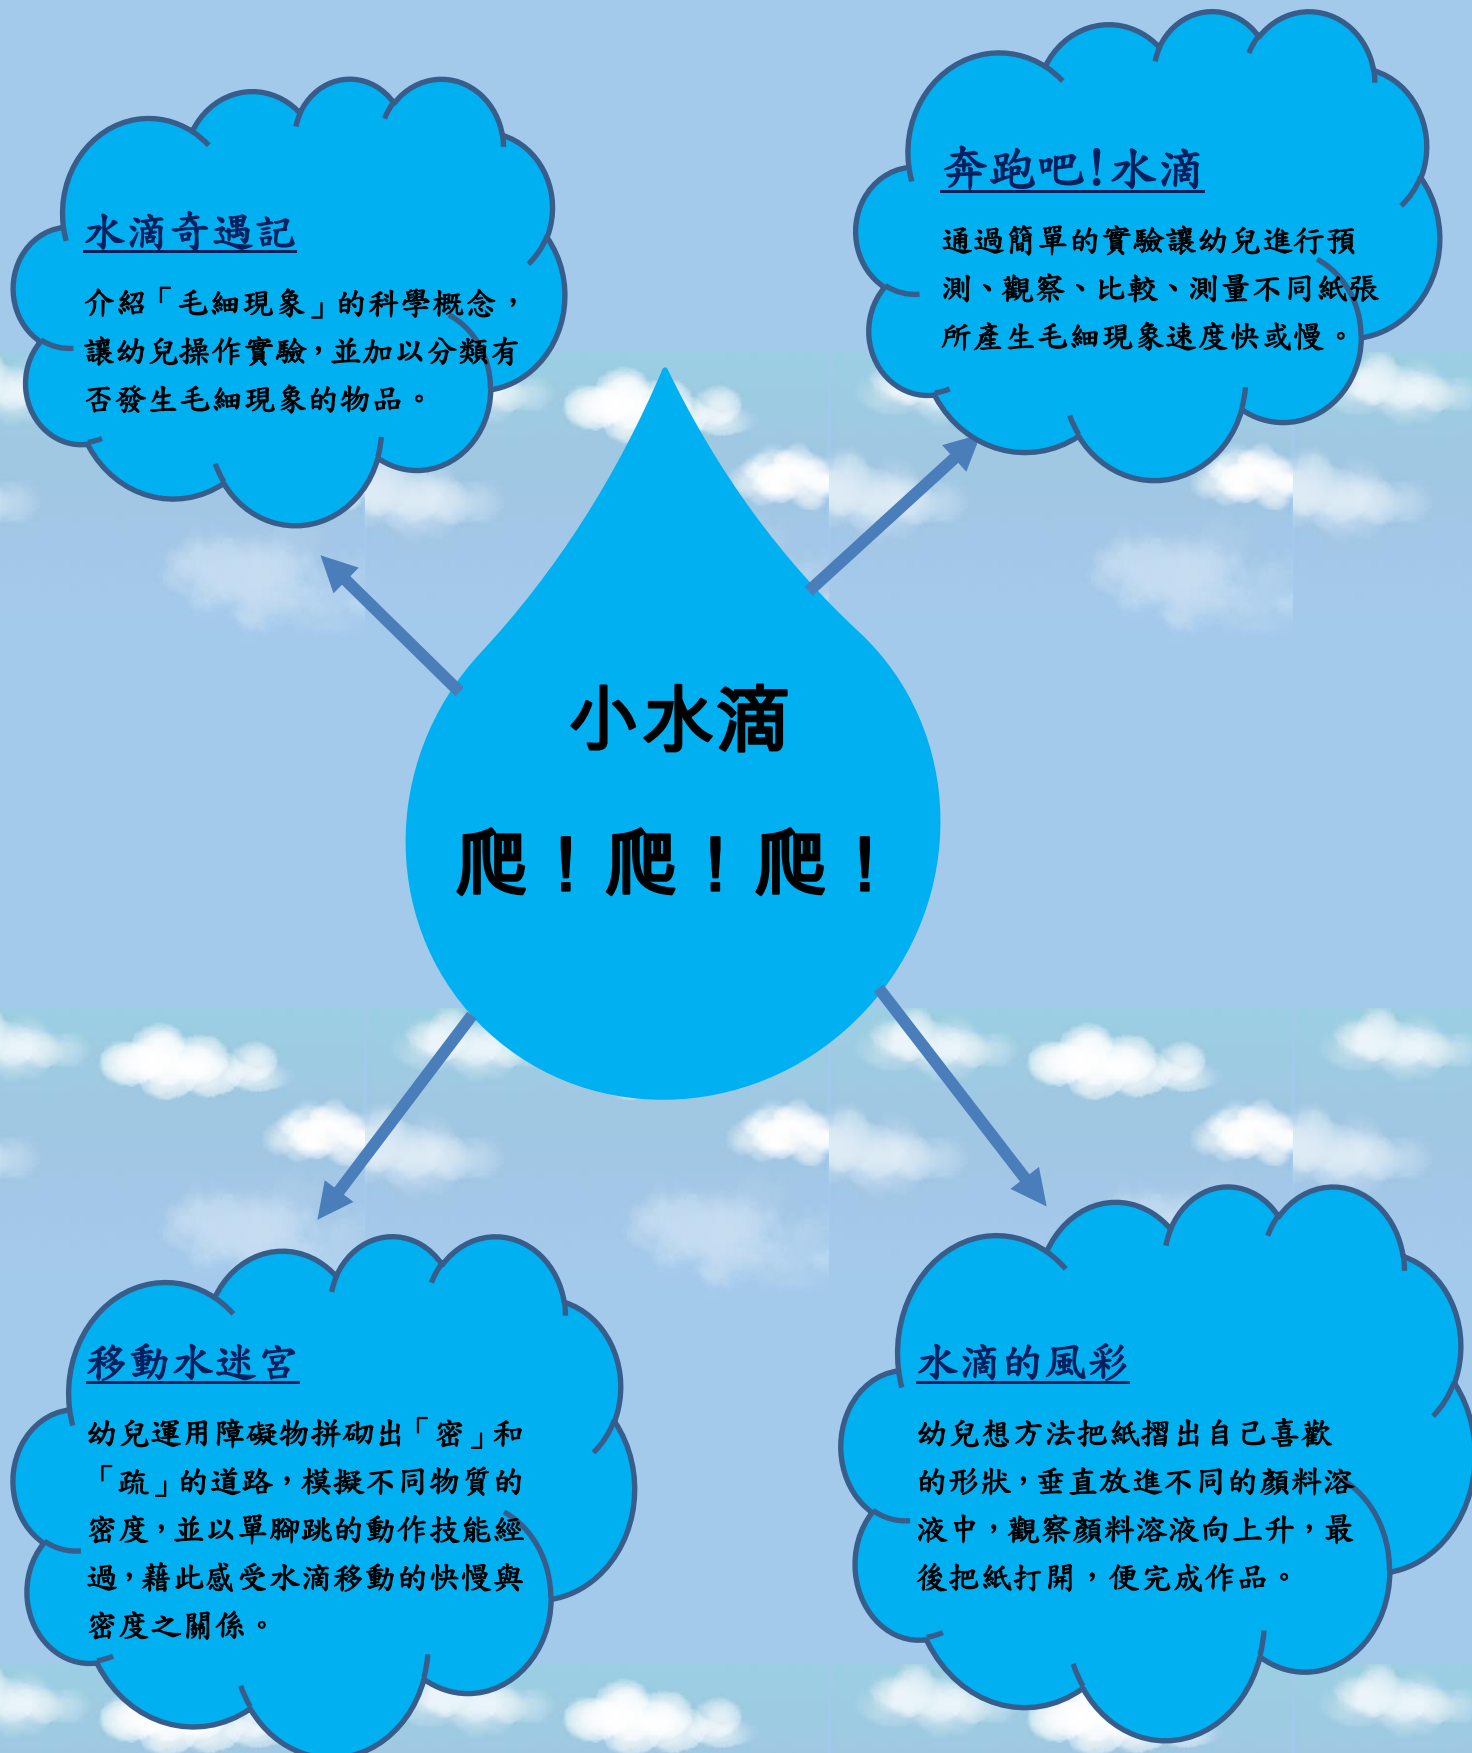 奔跑吧!水滴
通過簡單的實驗讓幼兒進行預
測、觀察、比較、測量不同紙張
所產生毛細現象速度快或慢。
水滴奇遇記
介紹「毛細現象」的科學概念，
讓幼兒操作實驗，並加以分類有
否發生毛細現象的物品。
小水滴
爬！爬！爬！
移動水迷宮
幼兒運用障礙物拼砌出「密」和
「疏」的道路，模擬不同物質的
密度，並以單腳跳的動作技能經
過，藉此感受水滴移動的快慢與
密度之關係。
水滴的風彩
幼兒想方法把紙摺出自己喜歡
的形狀，垂直放進不同的顏料溶
液中，觀察顏料溶液向上升，最
後把紙打開，便完成作品。